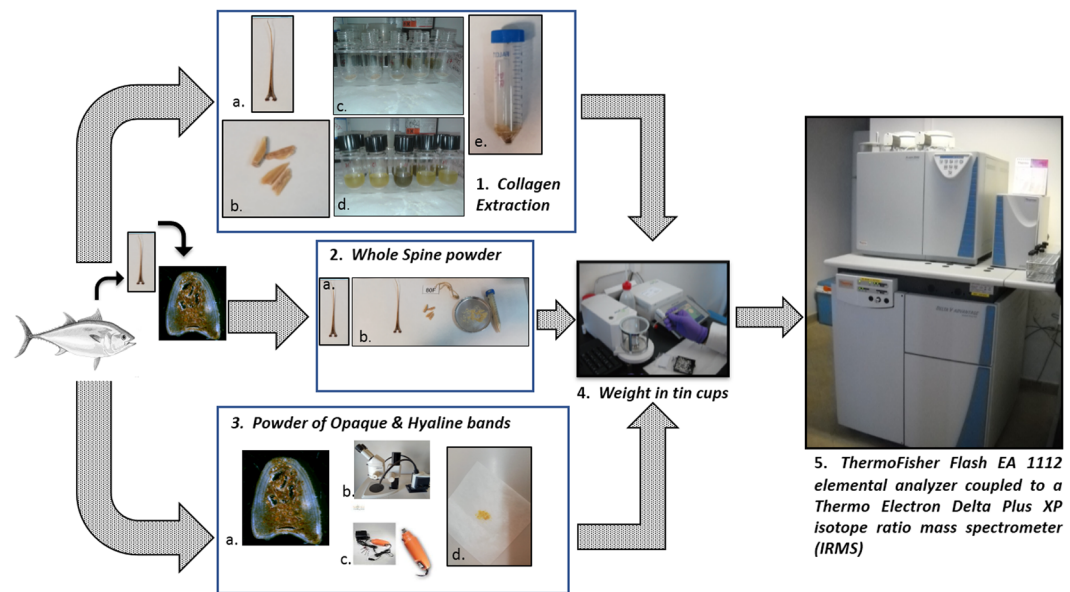 a.
b.
c.
d.
e.
1. Collagen
Extraction
2. Whole Spine powder
a.
b.
3. Powder of Opaque & Hyaline bands
a.
b.
c.
d.
4. Weight in tin cups
5. ThermoFisher Flash EA 1112
elemental analyzer coupled to a
Thermo Electron Delta Plus XP
isotope ratio mass spectrometer
(IRMS)